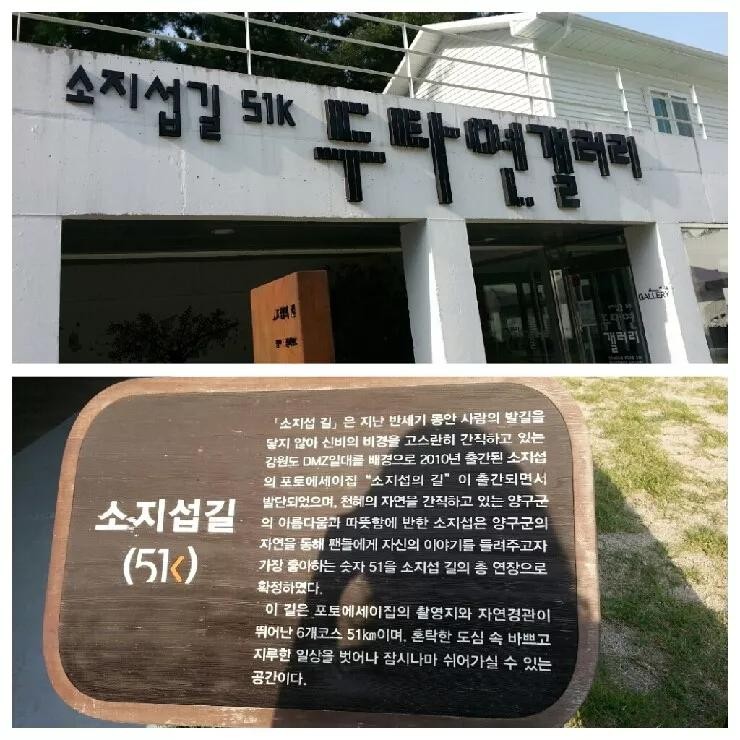 소지섭길 51K 두타연갤러리
GALLERY
두타연
갤러리
소지섭길
(51K)
「소지섭 길」은 지난 반세기 동안 사람의 발길을
닿지 않아 신비의 비경을 고스란히 간직하고 있는
강원도 DMZ일대를 배경으로 2010년 출간된 소지섭
의 포토에세이집 "소지섭의 길" 이 출간되면서
발단되었으며, 천혜의 자연을 간직하고 있는 양구군
의 아름다움과 따뜻함에 반한 소지섭은 양구군의
자연을 통해 팬들에게 자신의 이야기를 들려주고자
가장 좋아하는 숫자 51을 소지섭 길의 총 연장으로
확정하였다.
이 길은 포토에세이집의 촬영지와 자연경관이
뛰어난 6개코스 51km이며, 혼탁한 도심 속 바쁘고
지루한 일상을 벗어나 잠시나마 쉬어가실 수 있는
공간이다.